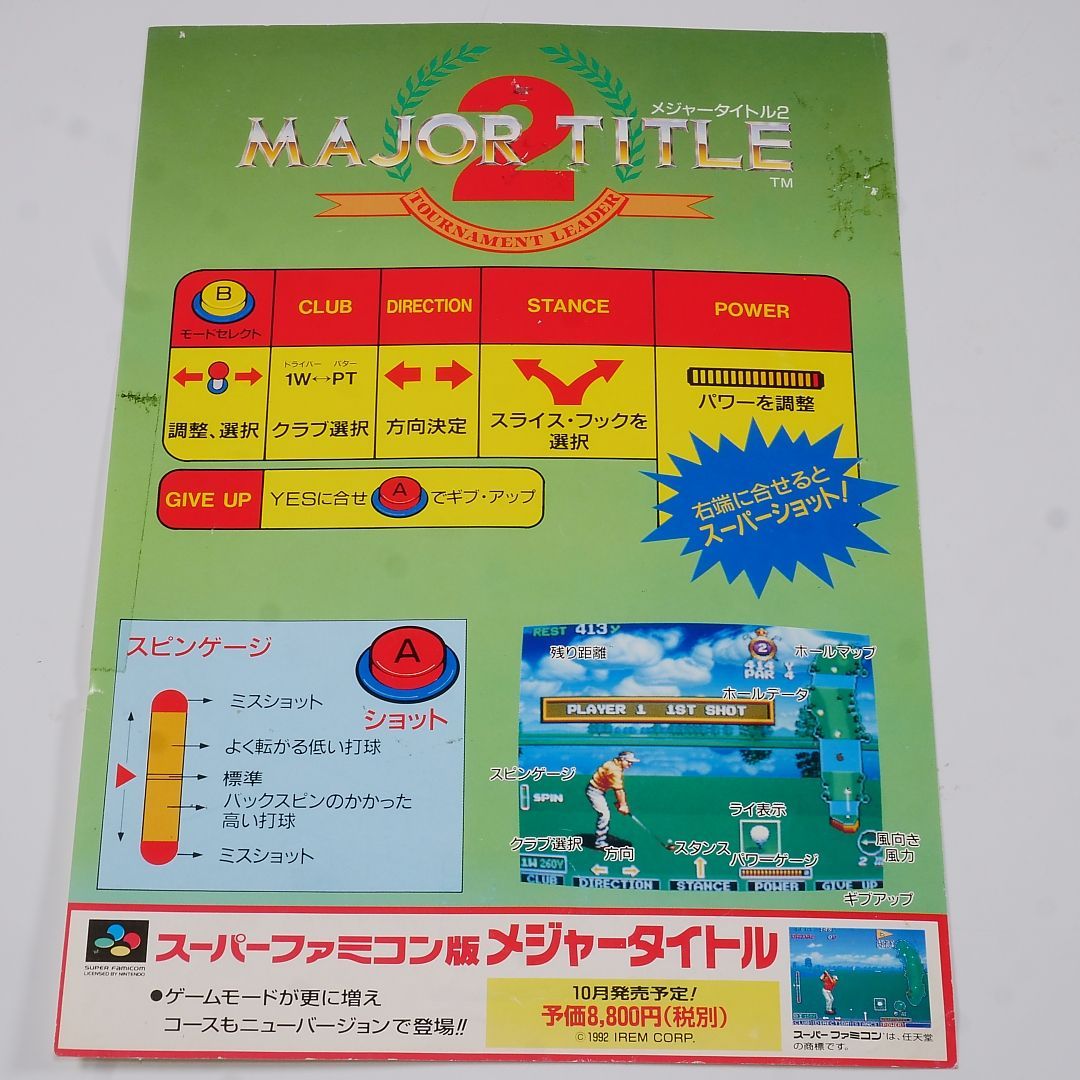 2
メジャータイトル2
MAJOR TITLE
TM
TOURNAMENT LEADER
B
モードセレクト
CLUB
DIRECTION
STANCE
POWER
調整、選択
ドライバー パター
1W↔PT
クラブ選択
方向決定
スライス・フックを
選択
パワーを調整
GIVE UP
YESに合せ A でギブ・アップ
右端に合せると
スーパーショット!
スピンゲージ
A
ショット
ミスショット
よく転がる低い打球
標準
バックスピンのかかった
高い打球
ミスショット
REST 413Y
残り距離
2
PAR 4
ホールマップ
ホールデータ
PLAYER 1 1ST SHOT
スピンゲージ
SPIN
クラブ選択
方向
スタンス
ライ表示
パワーゲージ
風向き
風力
1W 260Y
CLUB DIRECTION STANCE POWER GIVE UP
ギブアップ
SUPER FAMICOM
LICENSED BY NINTENDO
スーパーファミコン版 メジャータイトル
●ゲームモードが更に増え
コースもニューバージョンで登場!!
10月発売予定!
予価8,800円(税別)
©1992 IREM CORP.
スーパーファミコンは、任天堂
の商標です。